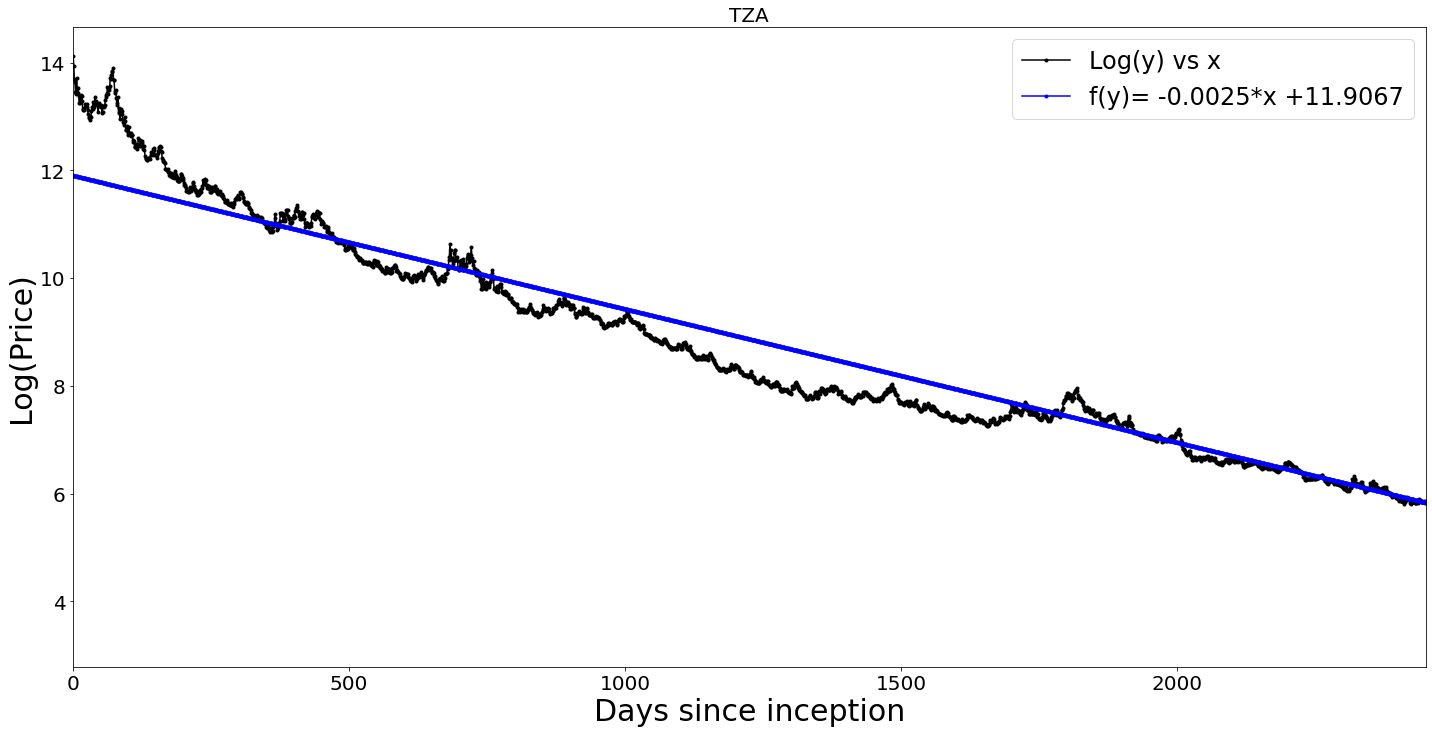 TZA
Log(y) vs x
f(y)= -0.0025*x +11.9067
14
12
10
8
6
4
Log(Price)
0 500 1000 1500 2000
Days since inception